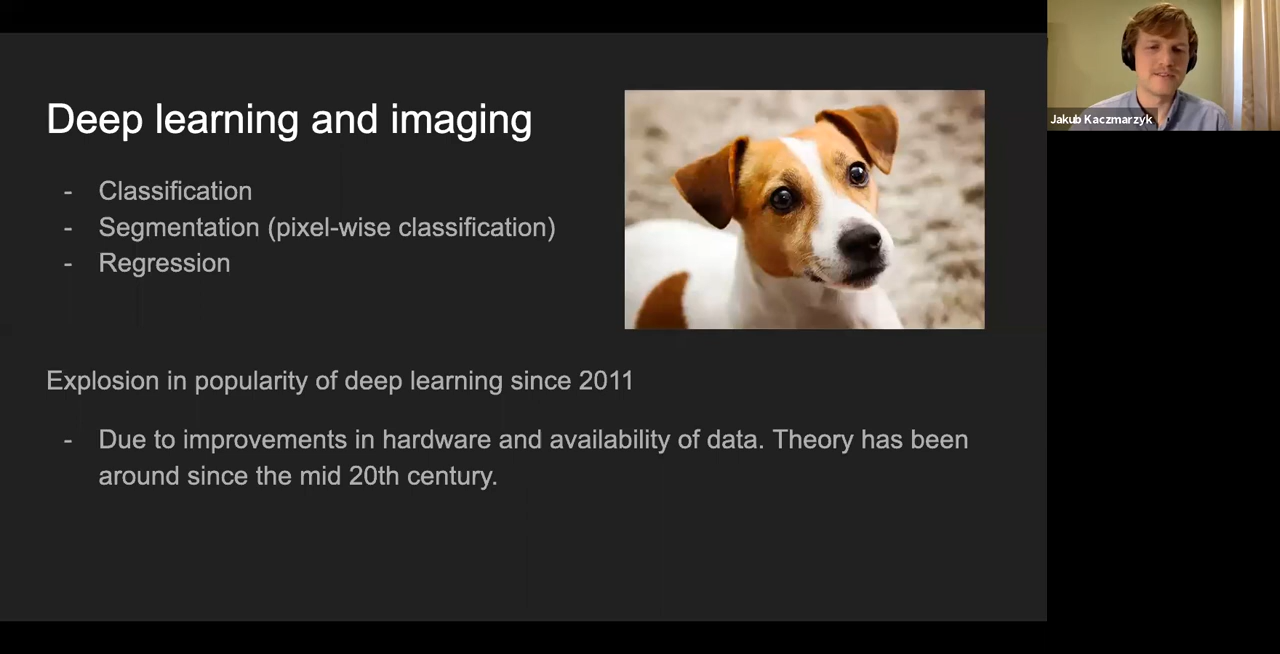 Deep learning and imaging
- Classification
- Segmentation (pixel-wise classification)
- Regression
Explosion in popularity of deep learning since 2011
- Due to improvements in hardware and availability of data. Theory has been
around since the mid 20th century.
Jakub Kaczmarzyk